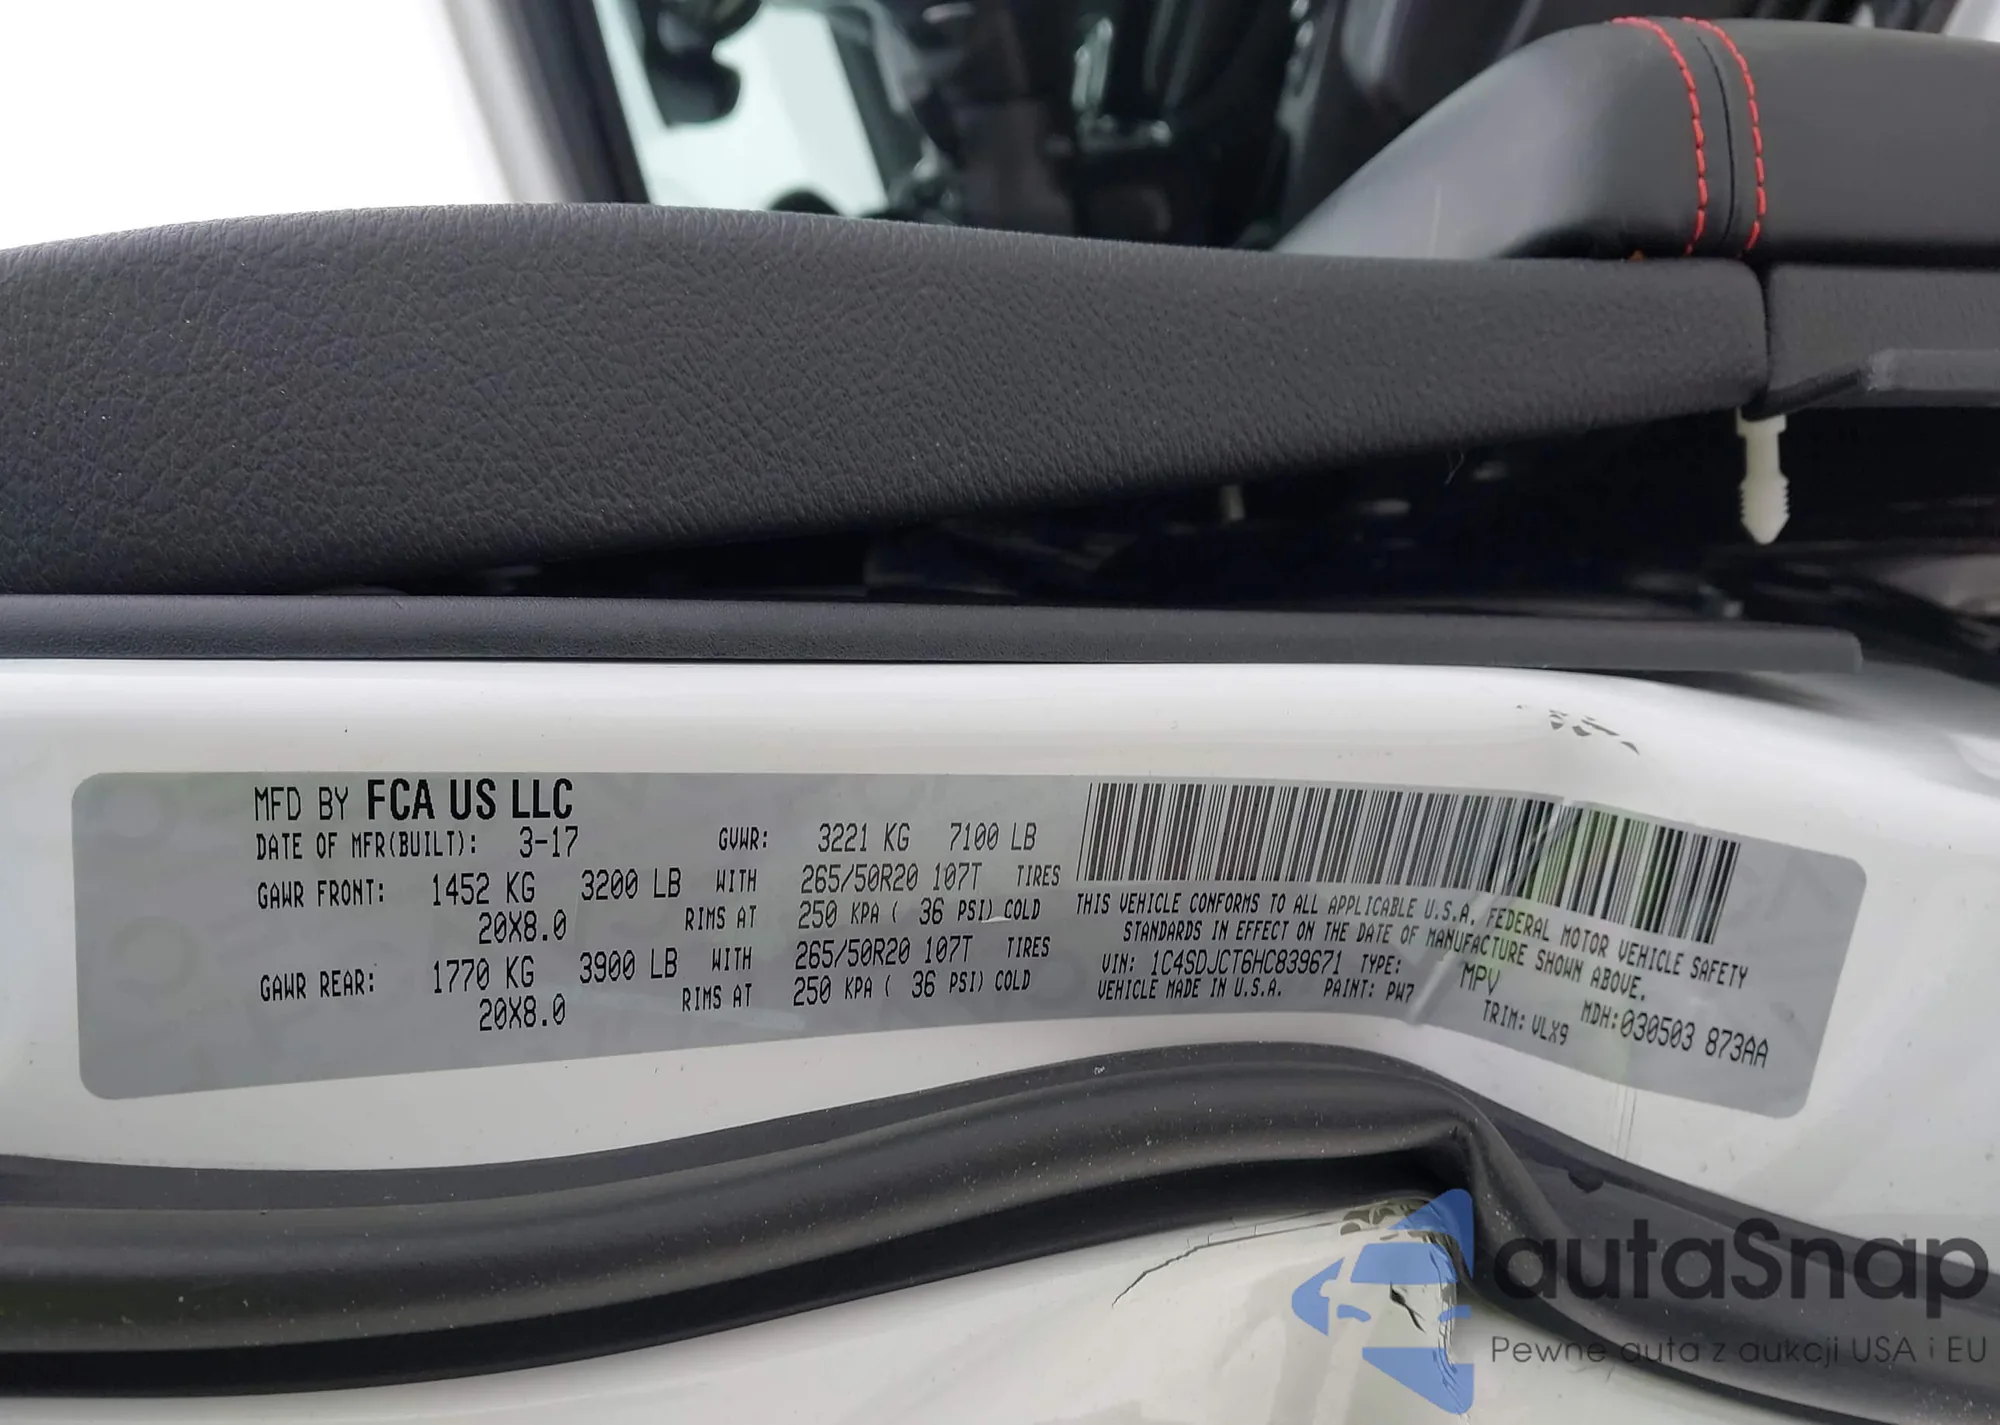 MFD BY FCA US LLC
DATE OF MFR(BUILT): 3-17 GVWR: 3221 KG 7100 LB
GAWR FRONT: 1452 KG 3200 LB WITH 265/50R20 107T TIRES
20X8.0 RIMS AT 250 KPA ( 36 PSI) COLD
GAWR REAR: 1770 KG 3900 LB WITH 265/50R20 107T TIRES
20X8.0 RIMS AT 250 KPA ( 36 PSI) COLD
THIS VEHICLE CONFORMS TO ALL APPLICABLE U.S.A. FEDERAL MOTOR VEHICLE SAFETY
STANDARDS IN EFFECT ON THE DATE OF MANUFACTURE SHOWN ABOVE.
VIN: 1C4SDJCT6HC839671 TYPE: MPV
VEHICLE MADE IN U.S.A. PAINT: PW7 TRIM: VLX9 MDH:030503 873AA
autaSnap
Pewne auta z aukcji USA i EU